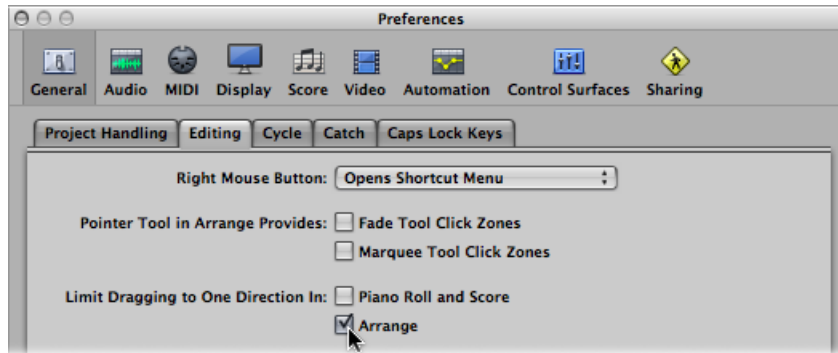 Preferences
General Audio MIDI Display Score Video Automation Control Surfaces Sharing
Project Handling Editing Cycle Catch Caps Lock Keys
Right Mouse Button: Opens Shortcut Menu
Pointer Tool in Arrange Provides: Fade Tool Click Zones
Marquee Tool Click Zones
Limit Dragging to One Direction In: Piano Roll and Score
Arrange